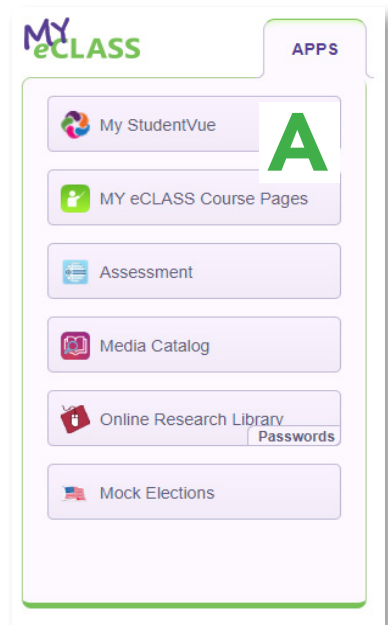 MY
eCLASS
APPS
My StudentVue
A
MY eCLASS Course Pages
Assessment
Media Catalog
Online Research Library
Passwords
Mock Elections